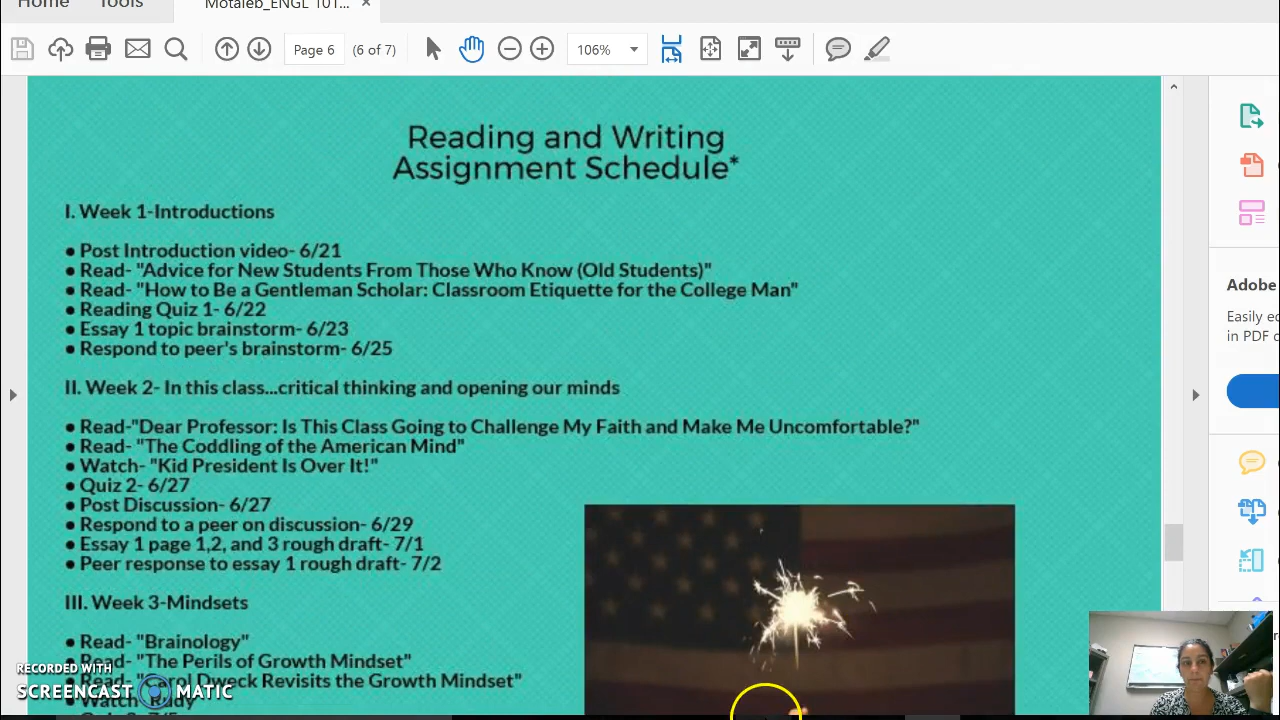 Home
Tools
Motaleb_ENGL 101...
Page 6
(6 of 7)
106%
Reading and Writing
Assignment Schedule*
I. Week 1-Introductions
● Post Introduction video- 6/21
● Read- "Advice for New Students From Those Who Know (Old Students)"
● Read- "How to Be a Gentleman Scholar: Classroom Etiquette for the College Man"
● Reading Quiz 1- 6/22
● Essay 1 topic brainstorm- 6/23
● Respond to peer's brainstorm- 6/25
II. Week 2- In this class...critical thinking and opening our minds
● Read-"Dear Professor: Is This Class Going to Challenge My Faith and Make Me Uncomfortable?"
● Read- "The Coddling of the American Mind"
● Watch- "Kid President Is Over It!"
● Quiz 2- 6/27
● Post Discussion- 6/27
● Respond to a peer on discussion- 6/29
● Essay 1 page 1,2, and 3 rough draft- 7/1
● Peer response to essay 1 rough draft- 7/2
III. Week 3-Mindsets
● Read- "Brainology"
● Read- "The Perils of Growth Mindset"
● Read- "Carol Dweck Revisits the Growth Mindset"
● Watch- "Rudy"
Adobe
Easily
in PDF
RECORDED WITH
SCREENCAST MATIC